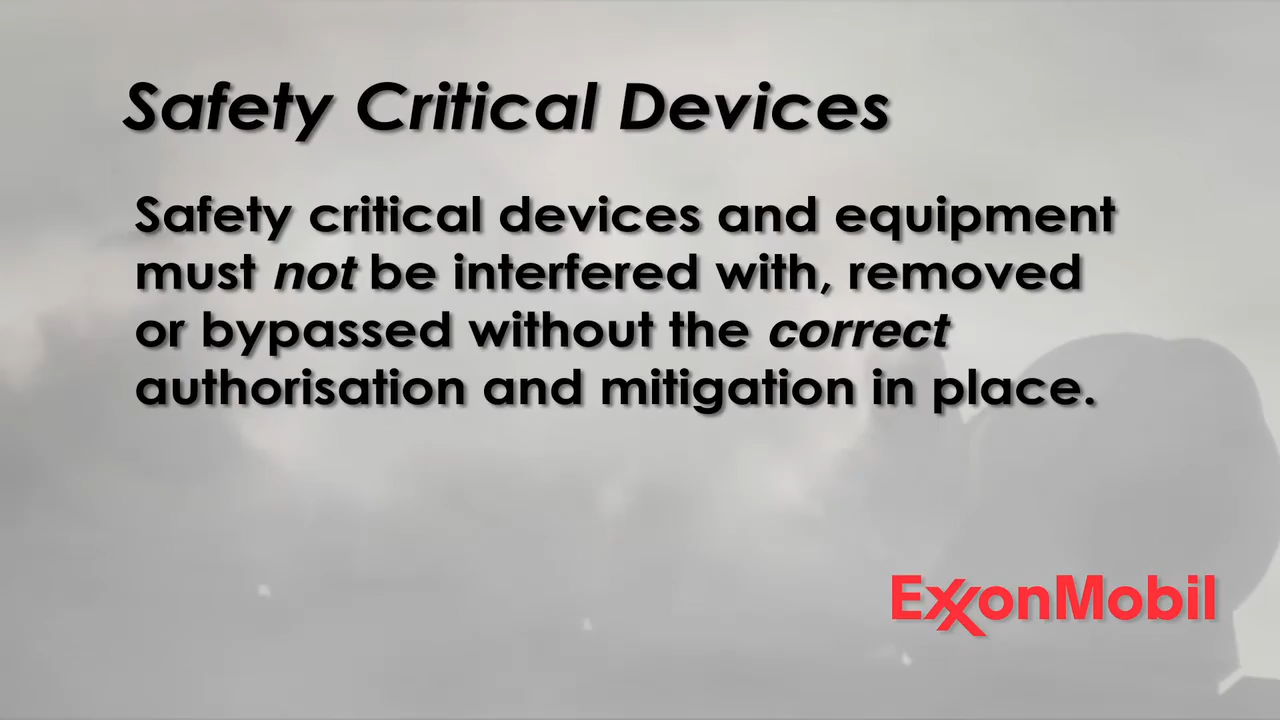 Safety Critical Devices
Safety critical devices and equipment
must not be interfered with, removed
or bypassed without the correct
authorisation and mitigation in place.
ExxonMobil